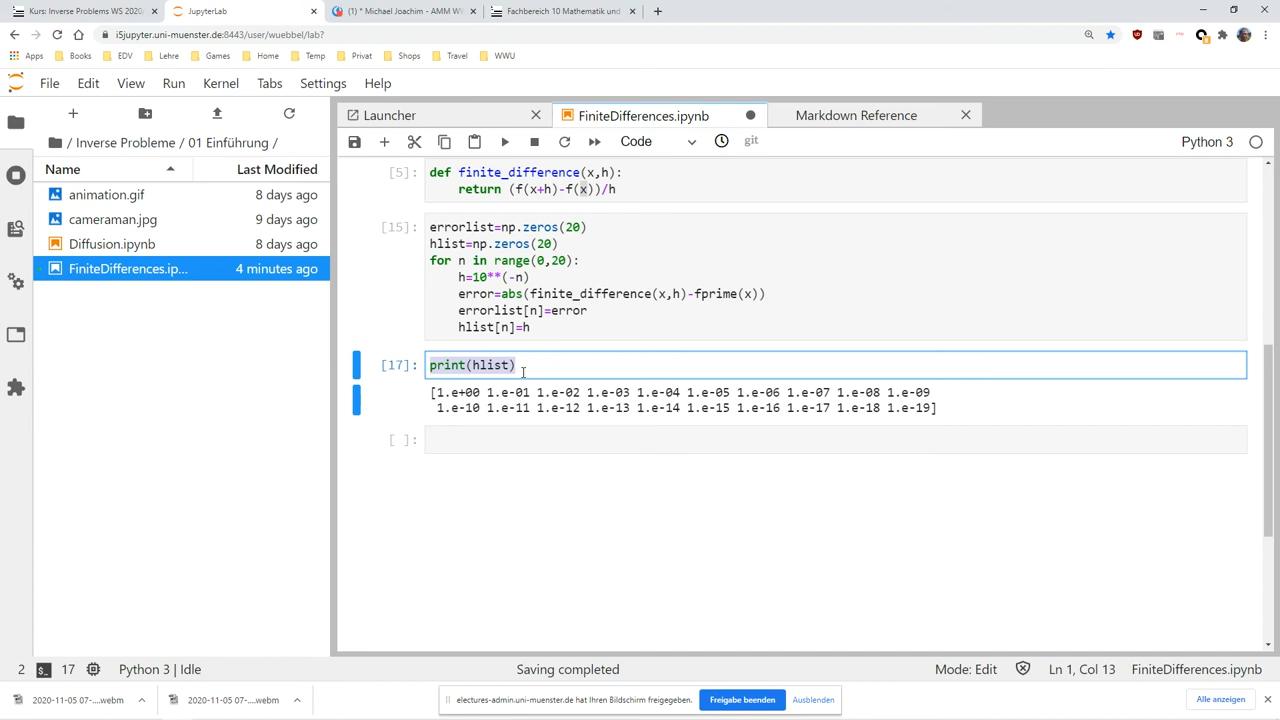 Kurs: Inverse Problems WS 2020/
JupyterLab
(1) * Michael Joachim - AMM WW
Fachbereich 10 Mathematik und
i5jupyter.uni-muenster.de:8443/user/wuebbel/lab?
Apps Books EDV Lehre Games Home Temp Privat Shops Travel WWU
File Edit View Run Kernel Tabs Settings Help
Launcher
FiniteDifferences.ipynb
Markdown Reference
/ Inverse Probleme / 01 Einführung /
Code
git
Python 3
Name Last Modified
animation.gif 8 days ago
cameraman.jpg 9 days ago
Diffusion.ipynb 8 days ago
FiniteDifferences.ip... 4 minutes ago
[5]: def finite_difference(x,h):
return (f(x+h)-f(x))/h
[15]: errorlist=np.zeros(20)
hlist=np.zeros(20)
for n in range(0,20):
h=10**(-n)
error=abs(finite_difference(x,h)-fprime(x))
errorlist[n]=error
hlist[n]=h
[17]: print(hlist)
[1.e+00 1.e-01 1.e-02 1.e-03 1.e-04 1.e-05 1.e-06 1.e-07 1.e-08 1.e-09
1.e-10 1.e-11 1.e-12 1.e-13 1.e-14 1.e-15 1.e-16 1.e-17 1.e-18 1.e-19]
[ ]:
2 $_ 17 Python 3 | Idle Saving completed Mode: Edit Ln 1, Col 13 FiniteDifferences.ipynb
2020-11-05 07-....webm
2020-11-05 07-....webm
electures-admin.uni-muenster.de hat Ihren Bildschirm freigegeben.
Freigabe beenden
Ausblenden
Alle anzeigen